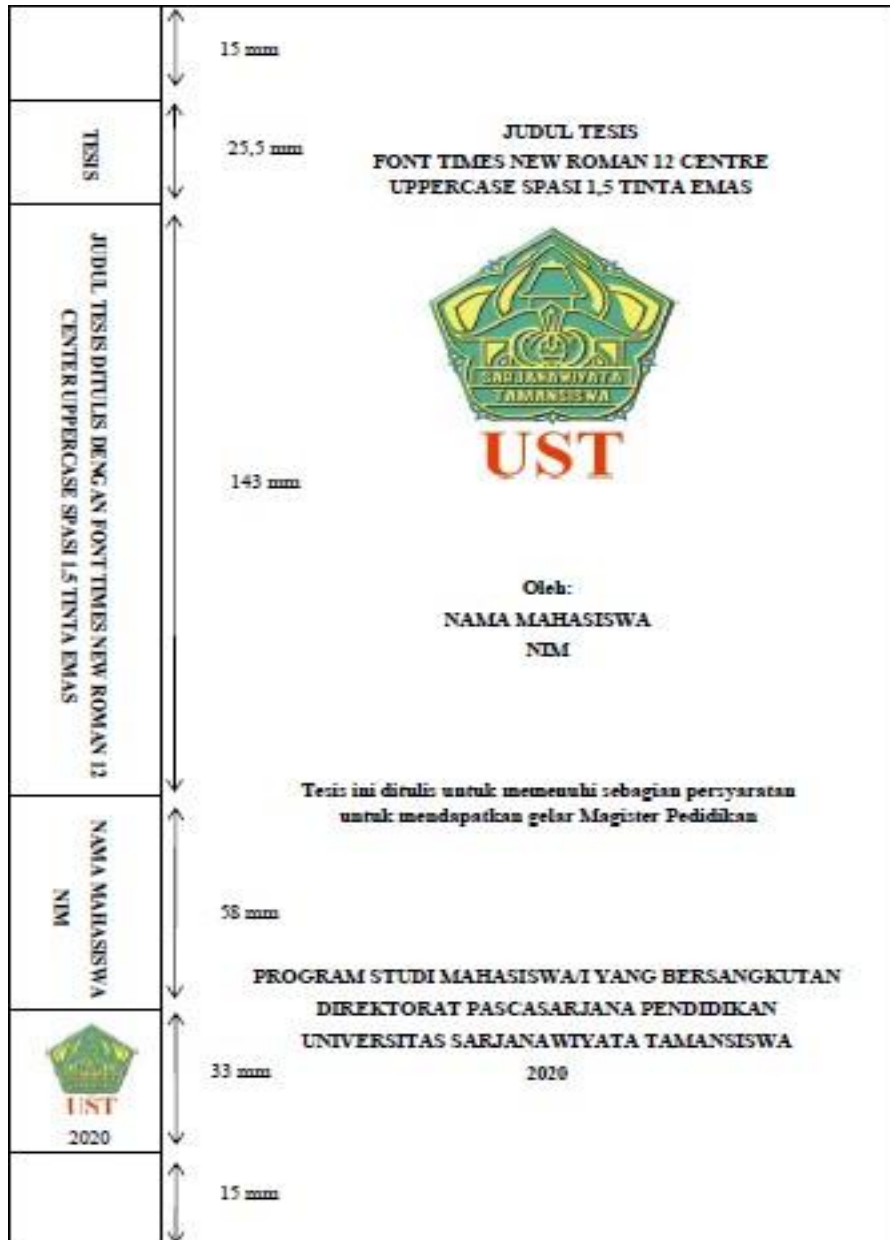 15 mm
TESIS
25,5 mm
JUDUL TESIS
FONT TIMES NEW ROMAN 12 CENTRE
UPPERCASE SPASI 1,5 TINTA EMAS
JUDUL TESIS DITULIS DENGAN FONT TIMES NEW ROMAN 12
CENTER UPPERCASE SPASI 1.5 TINTA EMAS
143 mm
SARJANAWIYATA
TAMANSISWA
UST
Oleh:
NAMA MAHASISWA
NIM
Tesis ini ditulis untuk memenuhi sebagian persyaratan
untuk mendapatkan gelar Magister Pedidikan
NAMA MAHASISWA
NIM
58 mm
PROGRAM STUDI MAHASISWA/I YANG BERSANGKUTAN
DIREKTORAT PASCASARJANA PENDIDIKAN
UNIVERSITAS SARJANAWIYATA TAMANSISWA
2020
UST
2020
33 mm
15 mm